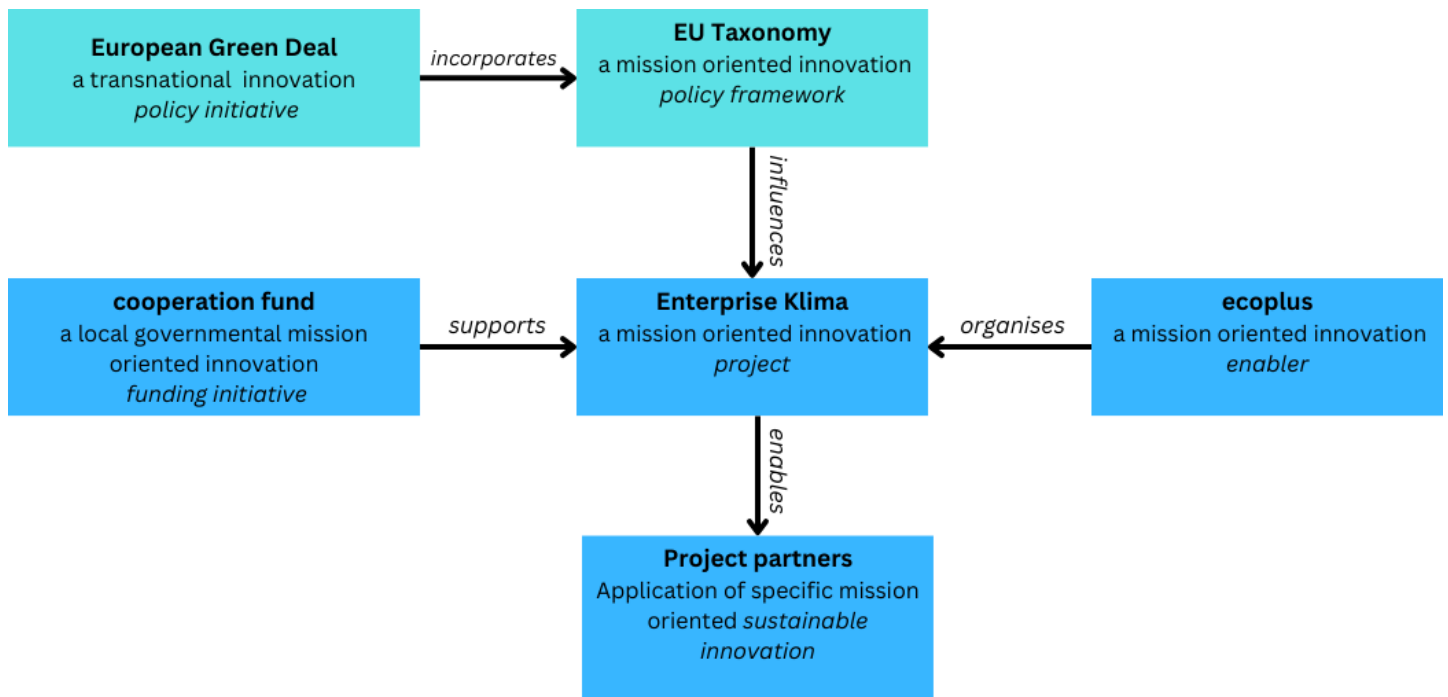 European Green Deal
a transnational innovation
policy initiative
incorporates
EU Taxonomy
a mission oriented innovation
policy framework
influences
cooperation fund
a local governmental mission
oriented innovation
funding initiative
supports
Enterprise Klima
a mission oriented innovation
project
organises
ecoplus
a mission oriented innovation
enabler
enables
Project partners
Application of specific mission
oriented sustainable
innovation